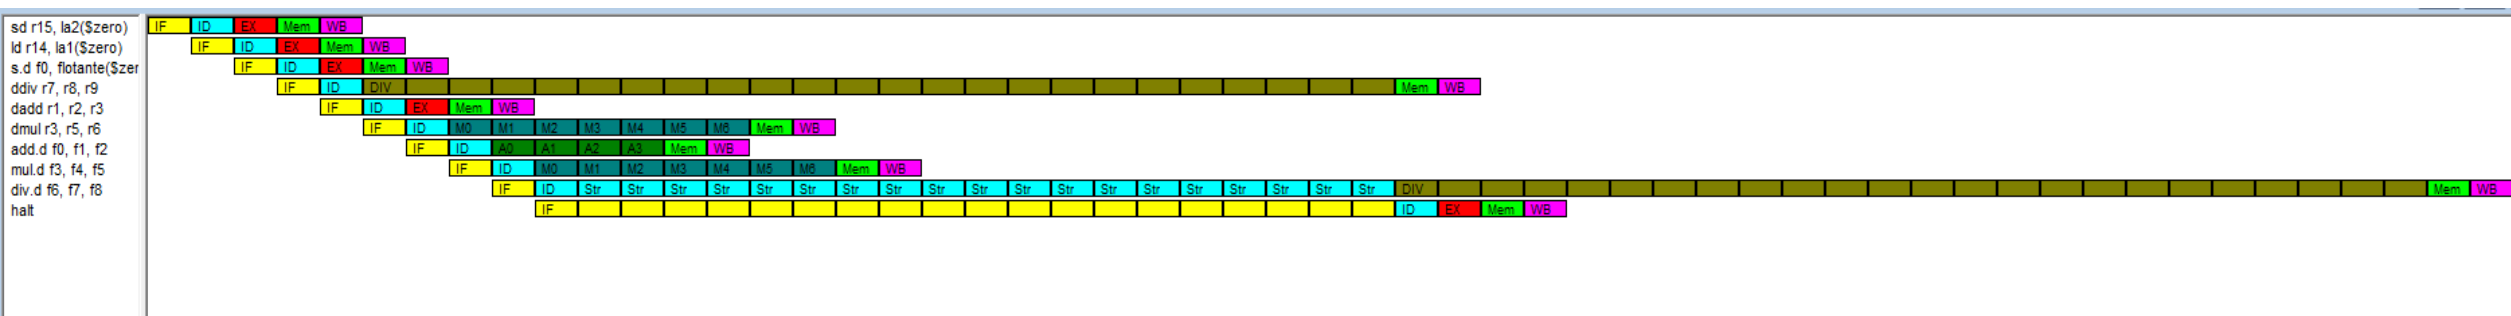 sd r15, la2($zero) IF ID EX Mem WB
ld r14, la1($zero) IF ID EX Mem WB
s.d f0, flotante($zer IF ID EX Mem WB
ddiv r7, r8, r9 IF ID DIV Mem WB
dadd r1, r2, r3 IF ID EX Mem WB
dmul r3, r5, r6 IF ID M0 M1 M2 M3 M4 M5 M6 Mem WB
add.d f0, f1, f2 IF ID A0 A1 A2 A3 Mem WB
mul.d f3, f4, f5 IF ID M0 M1 M2 M3 M4 M5 M6 Mem WB
div.d f6, f7, f8 IF ID Str Str Str Str Str Str Str Str Str Str Str Str Str Str Str Str Str Str Str DIV Mem WB
halt IF ID EX Mem WB